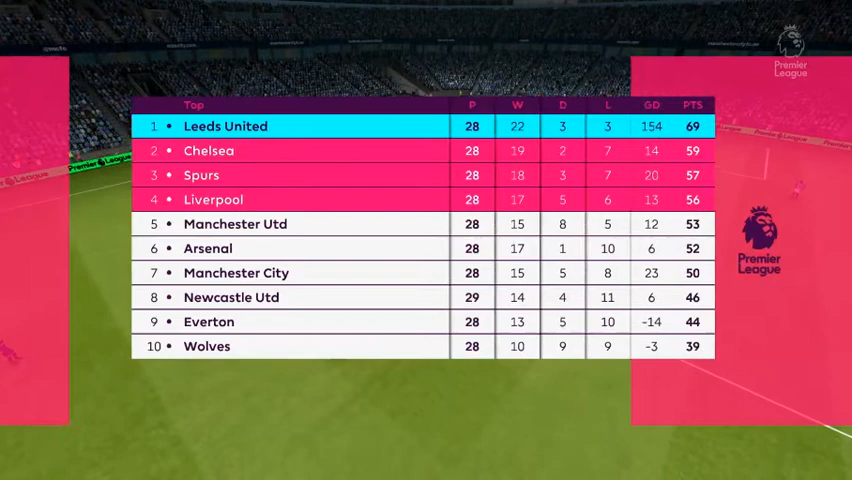 Premier
League
Top P W D L GD PTS
1 • Leeds United 28 22 3 3 154 69
2 • Chelsea 28 19 2 7 14 59
3 • Spurs 28 18 3 7 20 57
4 • Liverpool 28 17 5 6 13 56
5 • Manchester Utd 28 15 8 5 12 53
6 • Arsenal 28 17 1 10 6 52
7 • Manchester City 28 15 5 8 23 50
8 • Newcastle Utd 29 14 4 11 6 46
9 • Everton 28 13 5 10 -14 44
10 • Wolves 28 10 9 9 -3 39
Premier League
Premier League
Premier
League